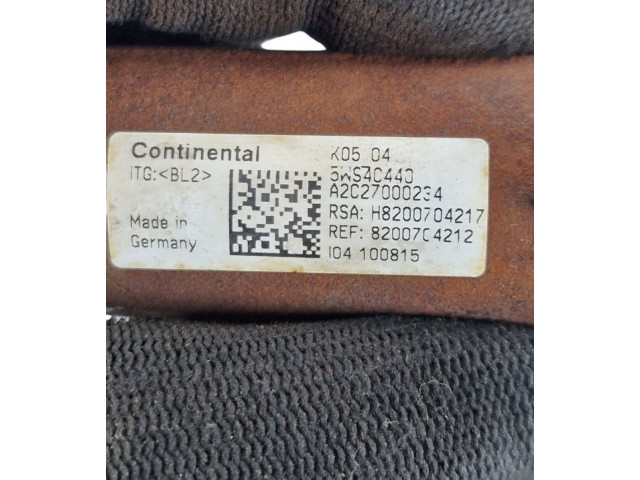 Continental
ITG:<BL2>
Made in
Germany
K05 04
5WS40440
A2C27000234
RSA: H8200704217
REF: 8200704212
I04 100815